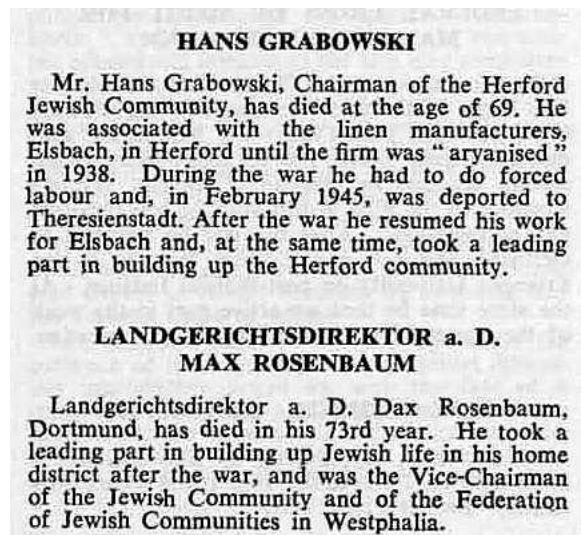 HANS GRABOWSKI
Mr. Hans Grabowski, Chairman of the Herford
Jewish Community, has died at the age of 69. He
was associated with the linen manufacturers,
Elsbach, in Herford until the firm was " aryanised "
in 1938. During the war he had to do forced
labour and, in February 1945, was deported to
Theresienstadt. After the war he resumed his work
for Elsbach and, at the same time, took a leading
part in building up the Herford community.
LANDGERICHTSDIREKTOR a. D.
MAX ROSENBAUM
Landgerichtsdirektor a. D. Dax Rosenbaum,
Dortmund, has died in his 73rd year. He took a
leading part in building up Jewish life in his home
district after the war, and was the Vice-Chairman
of the Jewish Community and of the Federation
of Jewish Communities in Westphalia.